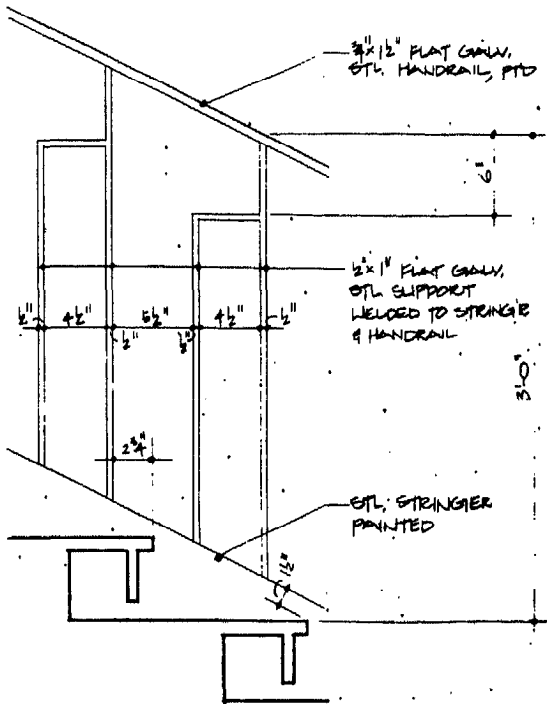 ¾"x1½" FLAT GALV.
STL. HANDRAIL, PTD
6"
½"x1" FLAT GALV.
STL SUPPORT
WELDED TO STRINGER
& HANDRAIL
½" 4½" 5½" 4½" ½"
½" ½"
3'-0"
2¾"
STL. STRINGER
PAINTED
1½"